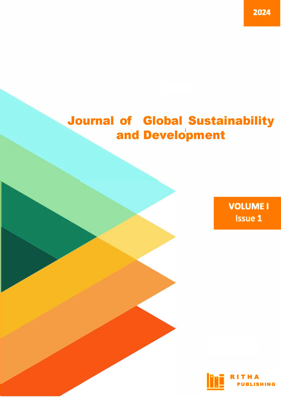 2024
Journal of Global Sustainability
and Development
VOLUME I
Issue 1
RITHA
PUBLISHING